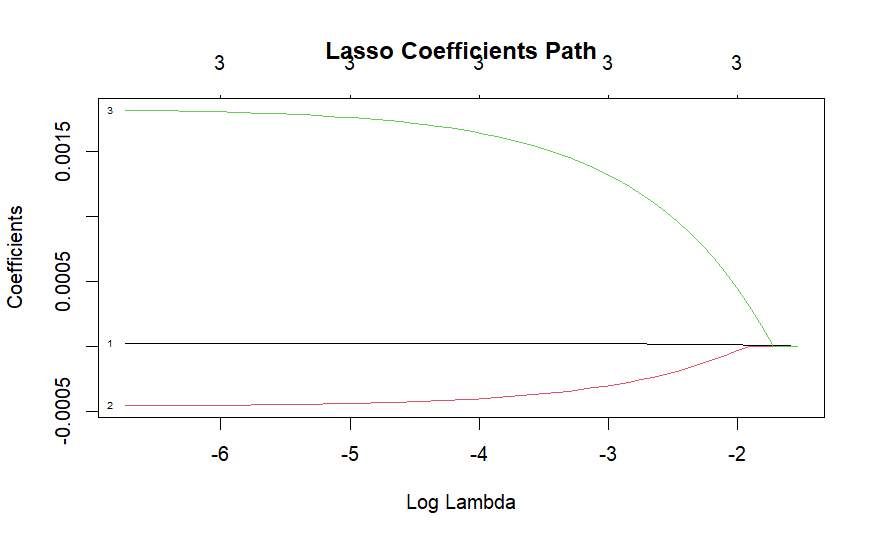 Lasso Coefficients Path
3 3 3 3 3
0.0015
0.0005
-0.0005
Coefficients
3
1
2
-6 -5 -4 -3 -2
Log Lambda